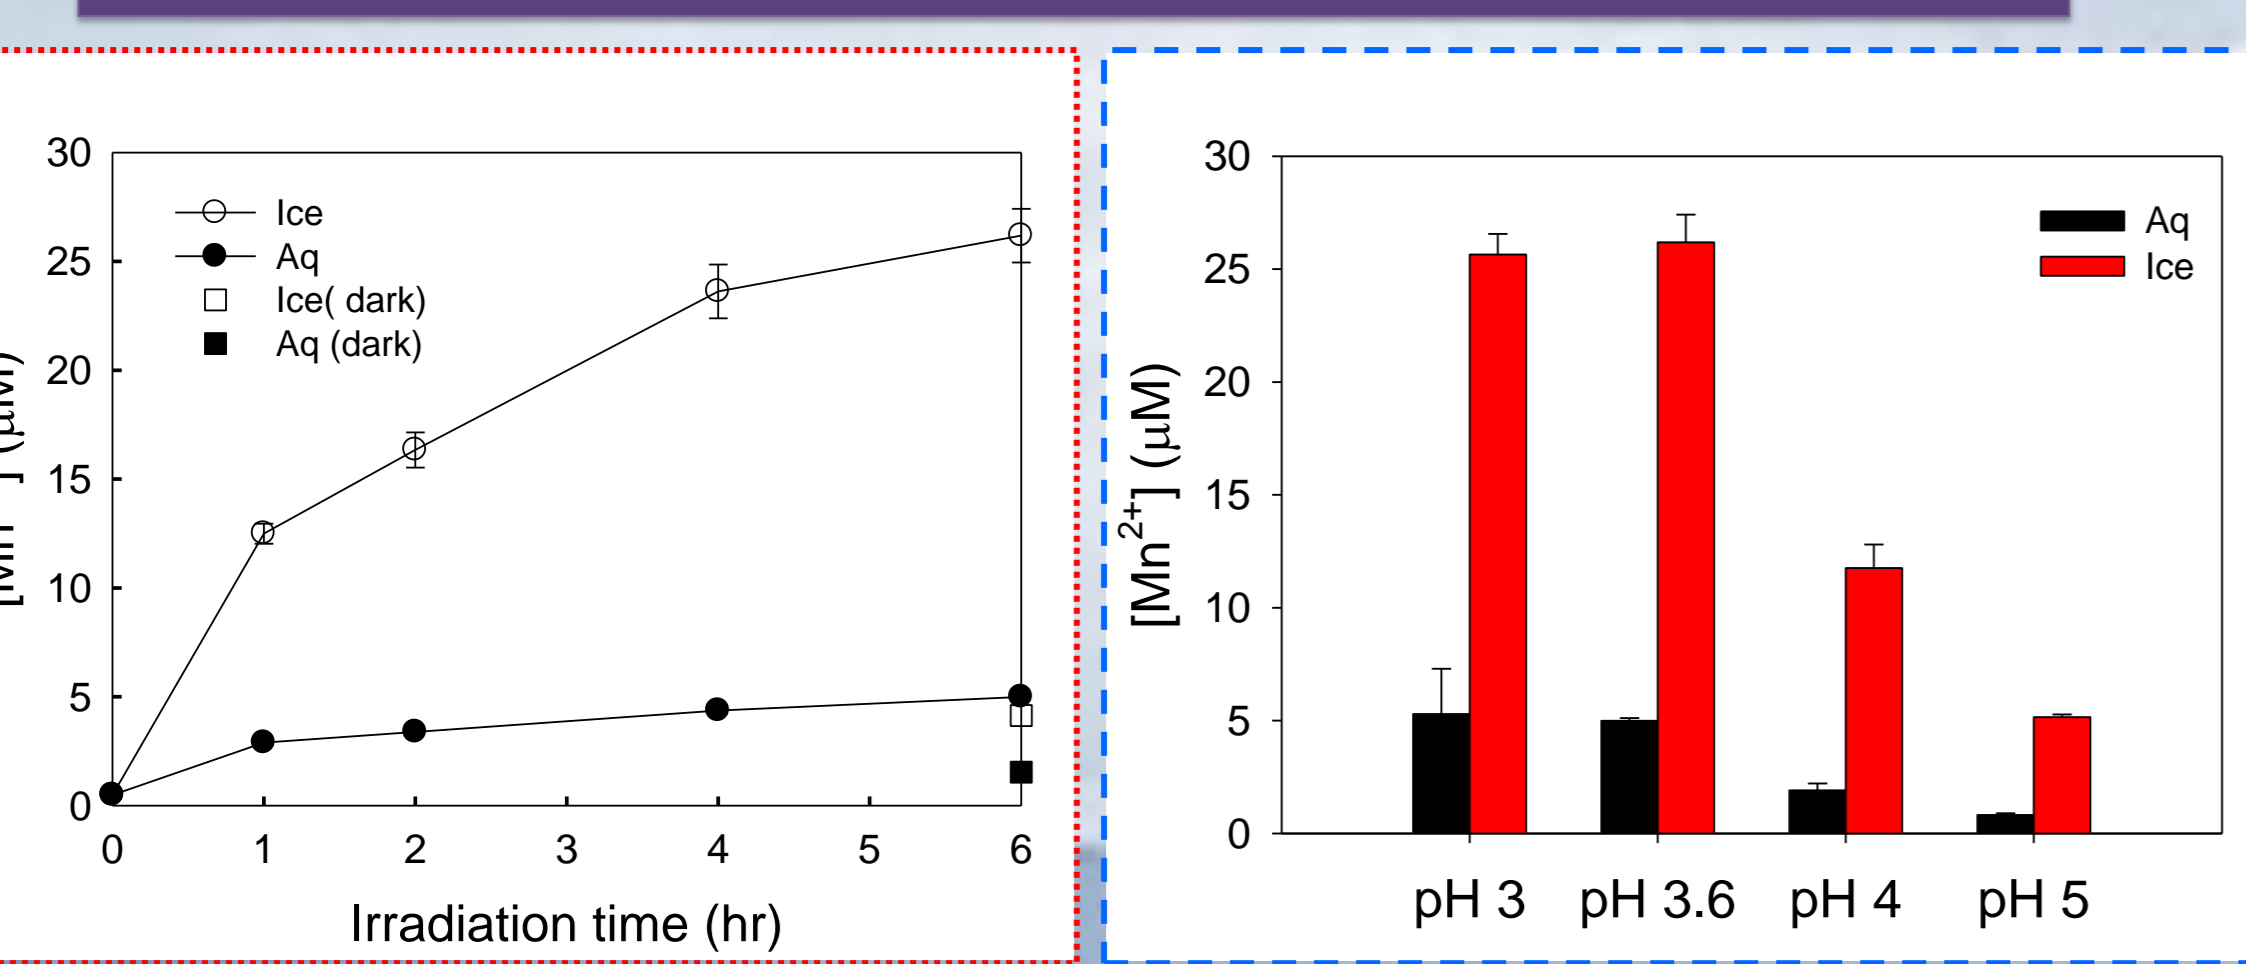 30
25
20
15
10
5
0
Ice
Aq
Ice( dark)
Aq (dark)
0 1 2 3 4 5 6
Irradiation time (hr)
30
25
20
15
10
5
0
[Mn2+] (μM)
Aq
Ice
pH 3 pH 3.6 pH 4 pH 5